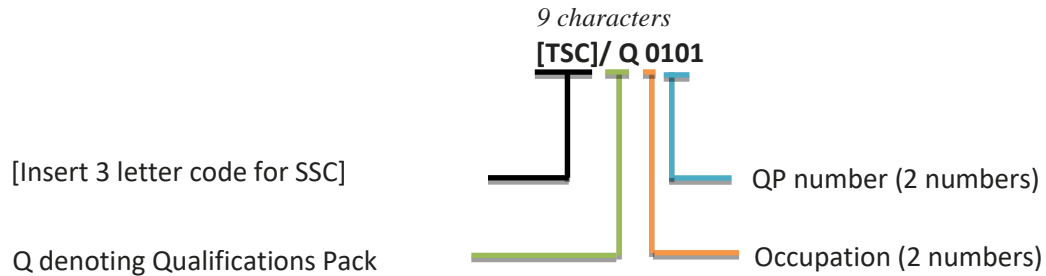 9 characters
[TSC]/ Q 0101
[Insert 3 letter code for SSC]
QP number (2 numbers)
Q denoting Qualifications Pack
Occupation (2 numbers)